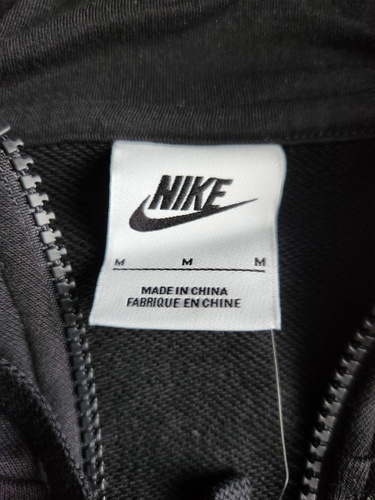 NIKE
M M M
MADE IN CHINA
FABRIQUE EN CHINE